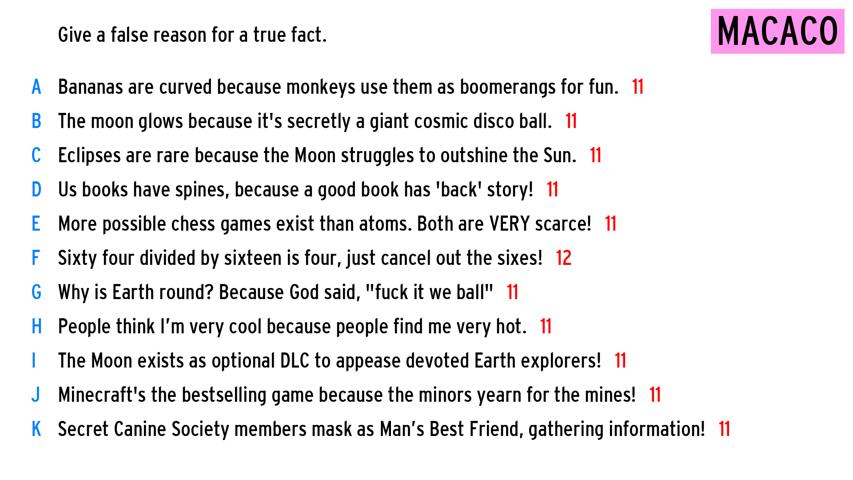 Give a false reason for a true fact.
MACACO
A Bananas are curved because monkeys use them as boomerangs for fun. 11
B The moon glows because it's secretly a giant cosmic disco ball. 11
C Eclipses are rare because the Moon struggles to outshine the Sun. 11
D Us books have spines, because a good book has 'back' story! 11
E More possible chess games exist than atoms. Both are VERY scarce! 11
F Sixty four divided by sixteen is four, just cancel out the sixes! 12
G Why is Earth round? Because God said, "fuck it we ball" 11
H People think I’m very cool because people find me very hot. 11
I The Moon exists as optional DLC to appease devoted Earth explorers! 11
J Minecraft's the bestselling game because the minors yearn for the mines! 11
K Secret Canine Society members mask as Man’s Best Friend, gathering information! 11